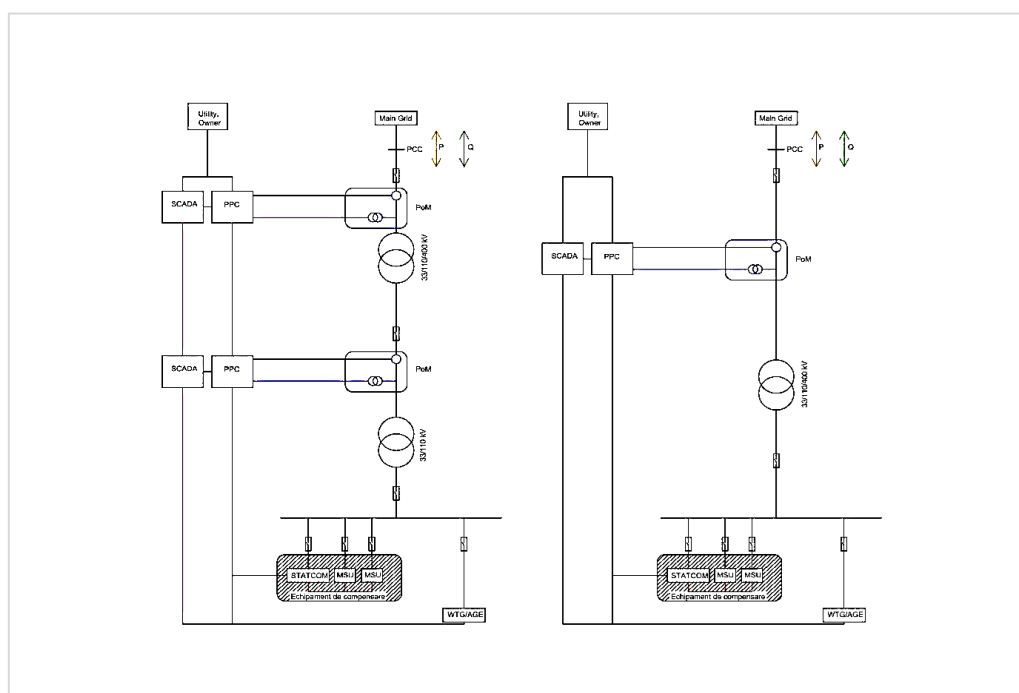 Utility,
Owner
Main Grid
PCC
P
Q
SCADA
PPC
PoM
33/110/400 kV
SCADA
PPC
PoM
33/110 kV
STATCOM
MSU
MSU
Echipament de compensare
WTG/AGE
Utility,
Owner
Main Grid
PCC
P
Q
SCADA
PPC
PoM
33/110/400 kV
STATCOM
MSU
MSU
Echipament de compensare
WTG/AGE